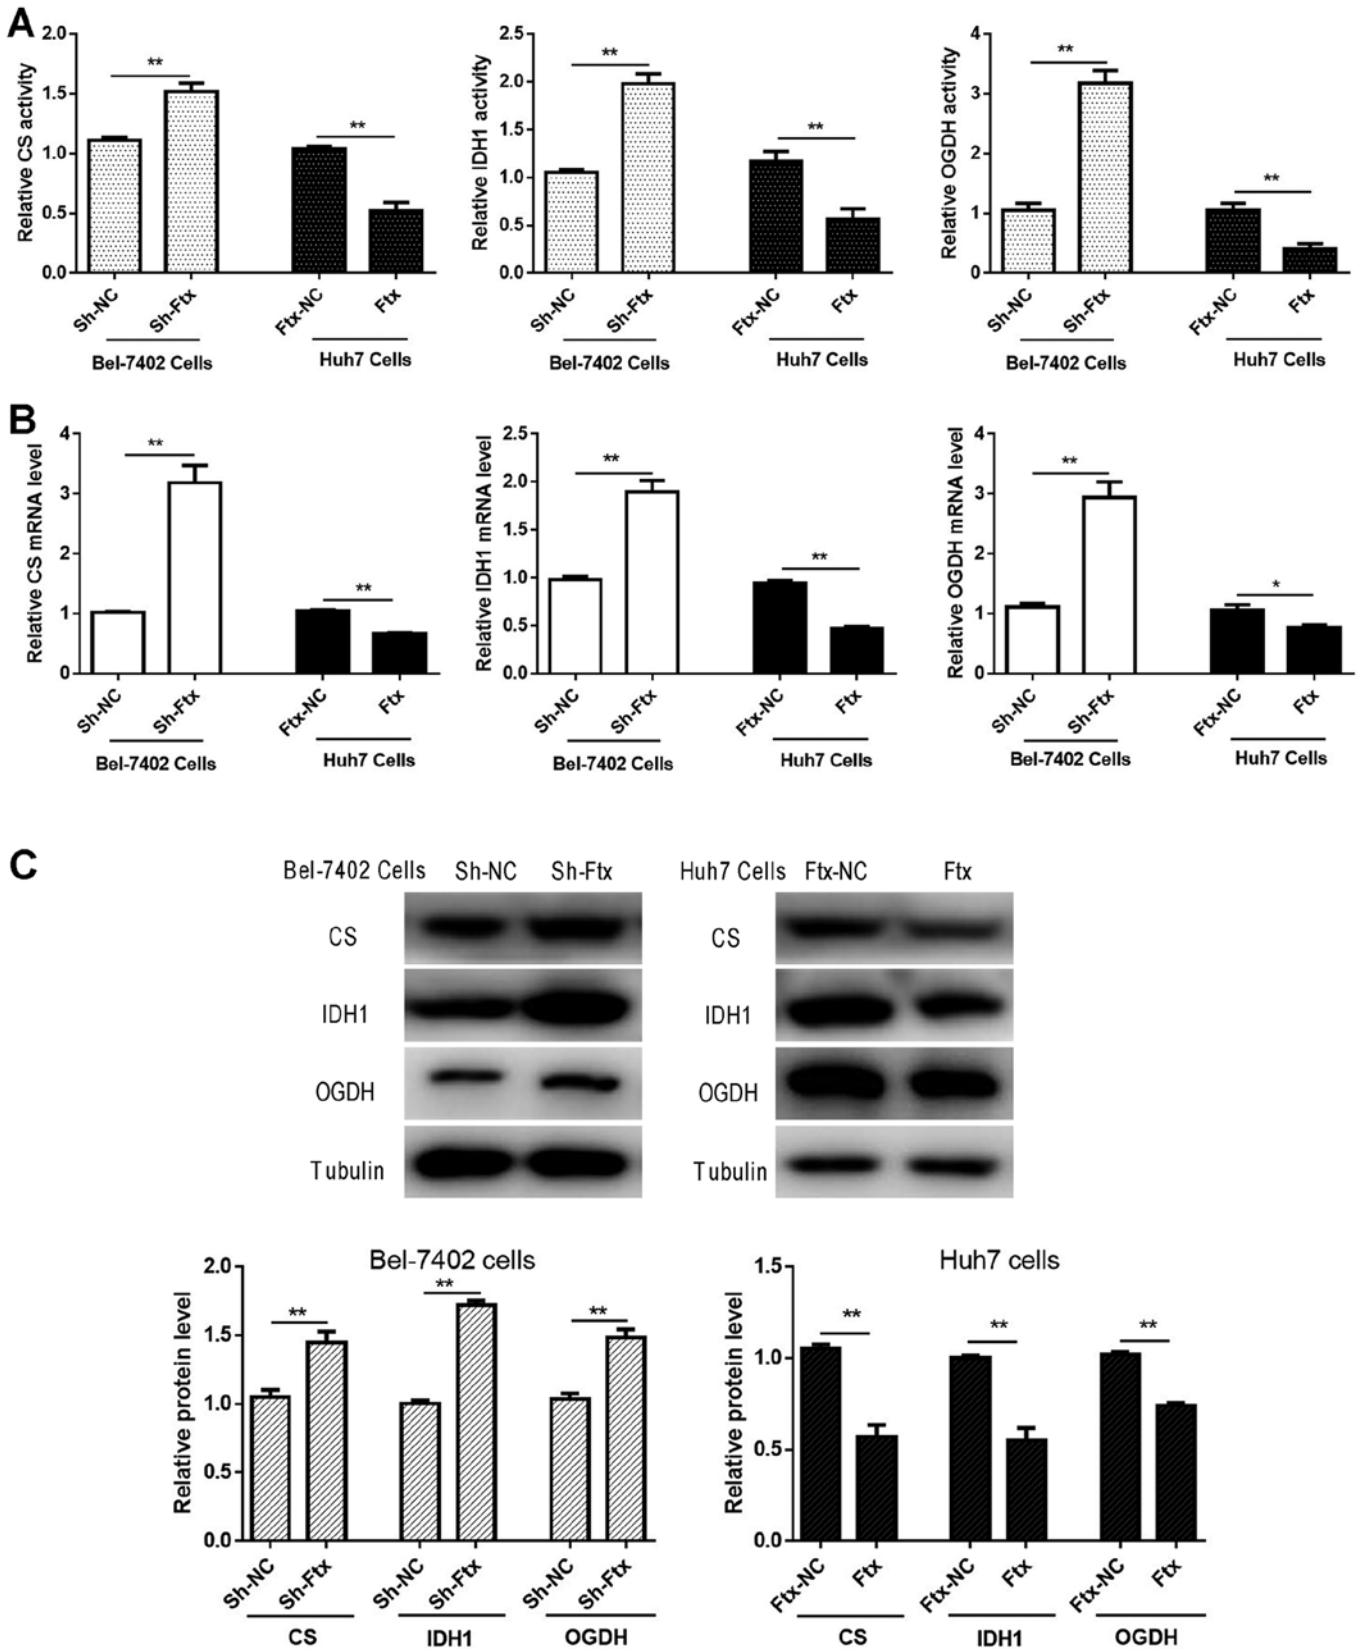 A
Relative CS activity
2.0
1.5
1.0
0.5
0.0
**
**
Sh-NC
Sh-Ftx
Ftx-NC
Ftx
Bel-7402 Cells
Huh7 Cells
Relative IDH1 activity
2.5
2.0
1.5
1.0
0.5
0.0
**
**
Sh-NC
Sh-Ftx
Ftx-NC
Ftx
Bel-7402 Cells
Huh7 Cells
Relative OGDH activity
4
3
2
1
0
**
**
Sh-NC
Sh-Ftx
Ftx-NC
Ftx
Bel-7402 Cells
Huh7 Cells
B
Relative CS mRNA level
4
3
2
1
0
**
**
Sh-NC
Sh-Ftx
Ftx-NC
Ftx
Bel-7402 Cells
Huh7 Cells
Relative IDH1 mRNA level
2.5
2.0
1.5
1.0
0.5
0.0
**
**
Sh-NC
Sh-Ftx
Ftx-NC
Ftx
Bel-7402 Cells
Huh7 Cells
Relative OGDH mRNA level
4
3
2
1
0
**
*
Sh-NC
Sh-Ftx
Ftx-NC
Ftx
Bel-7402 Cells
Huh7 Cells
C
Bel-7402 Cells Sh-NC Sh-Ftx
CS
IDH1
OGDH
Tubulin
Huh7 Cells Ftx-NC Ftx
CS
IDH1
OGDH
Tubulin
Bel-7402 cells
Relative protein level
2.0
1.5
1.0
0.5
0.0
**
**
**
Sh-NC
Sh-Ftx
Sh-NC
Sh-Ftx
Sh-NC
Sh-Ftx
CS
IDH1
OGDH
Huh7 cells
Relative protein level
1.5
1.0
0.5
0.0
**
**
**
Ftx-NC
Ftx
Ftx-NC
Ftx
Ftx-NC
Ftx
CS
IDH1
OGDH